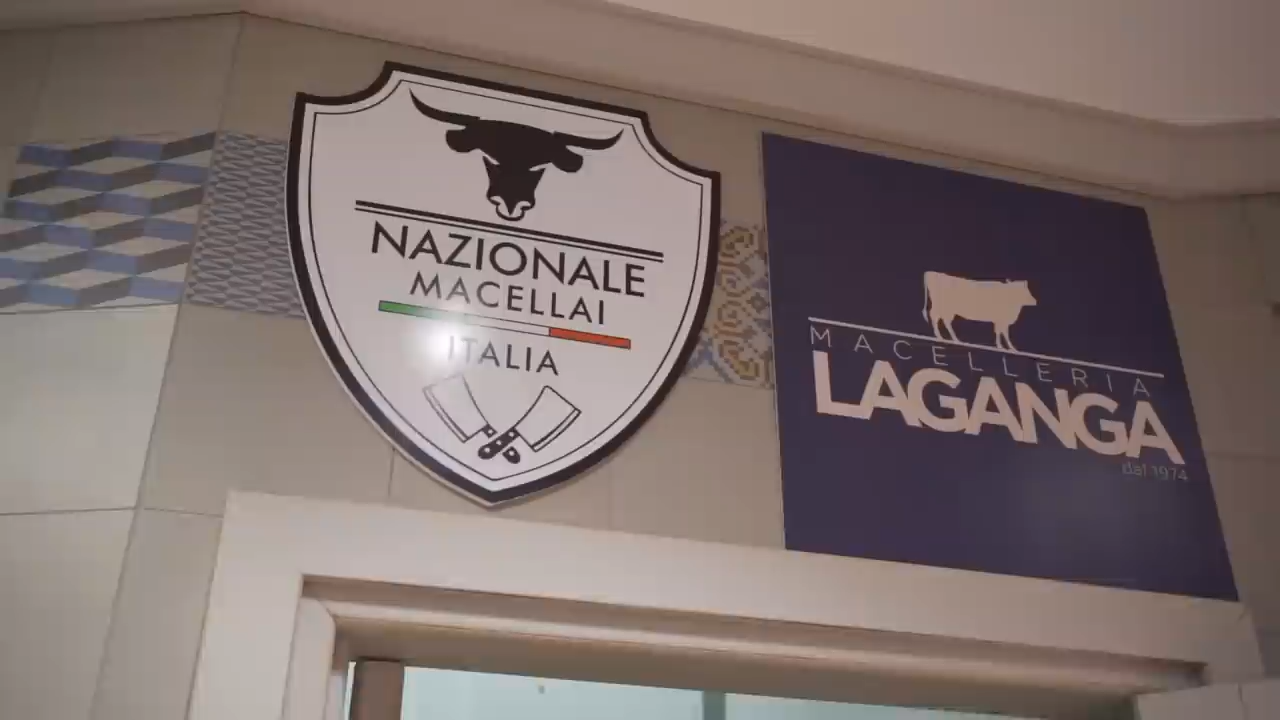 NAZIONALE
MACELLAI
ITALIA
MACELLERIA
LAGANGA
dal 1974